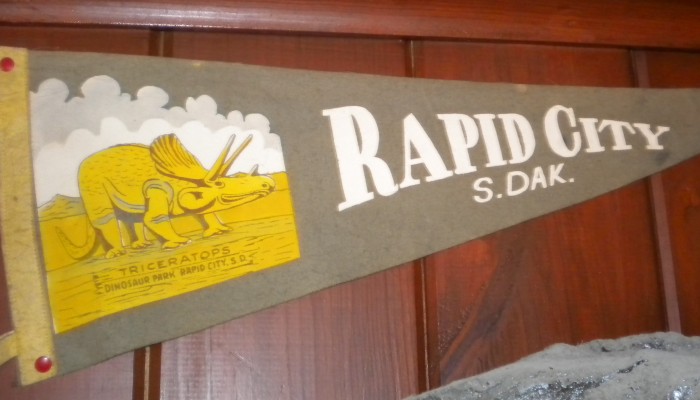 RAPID CITY
S. DAK.
TRICERATOPS
DINOSAUR PARK RAPID CITY, S.D.